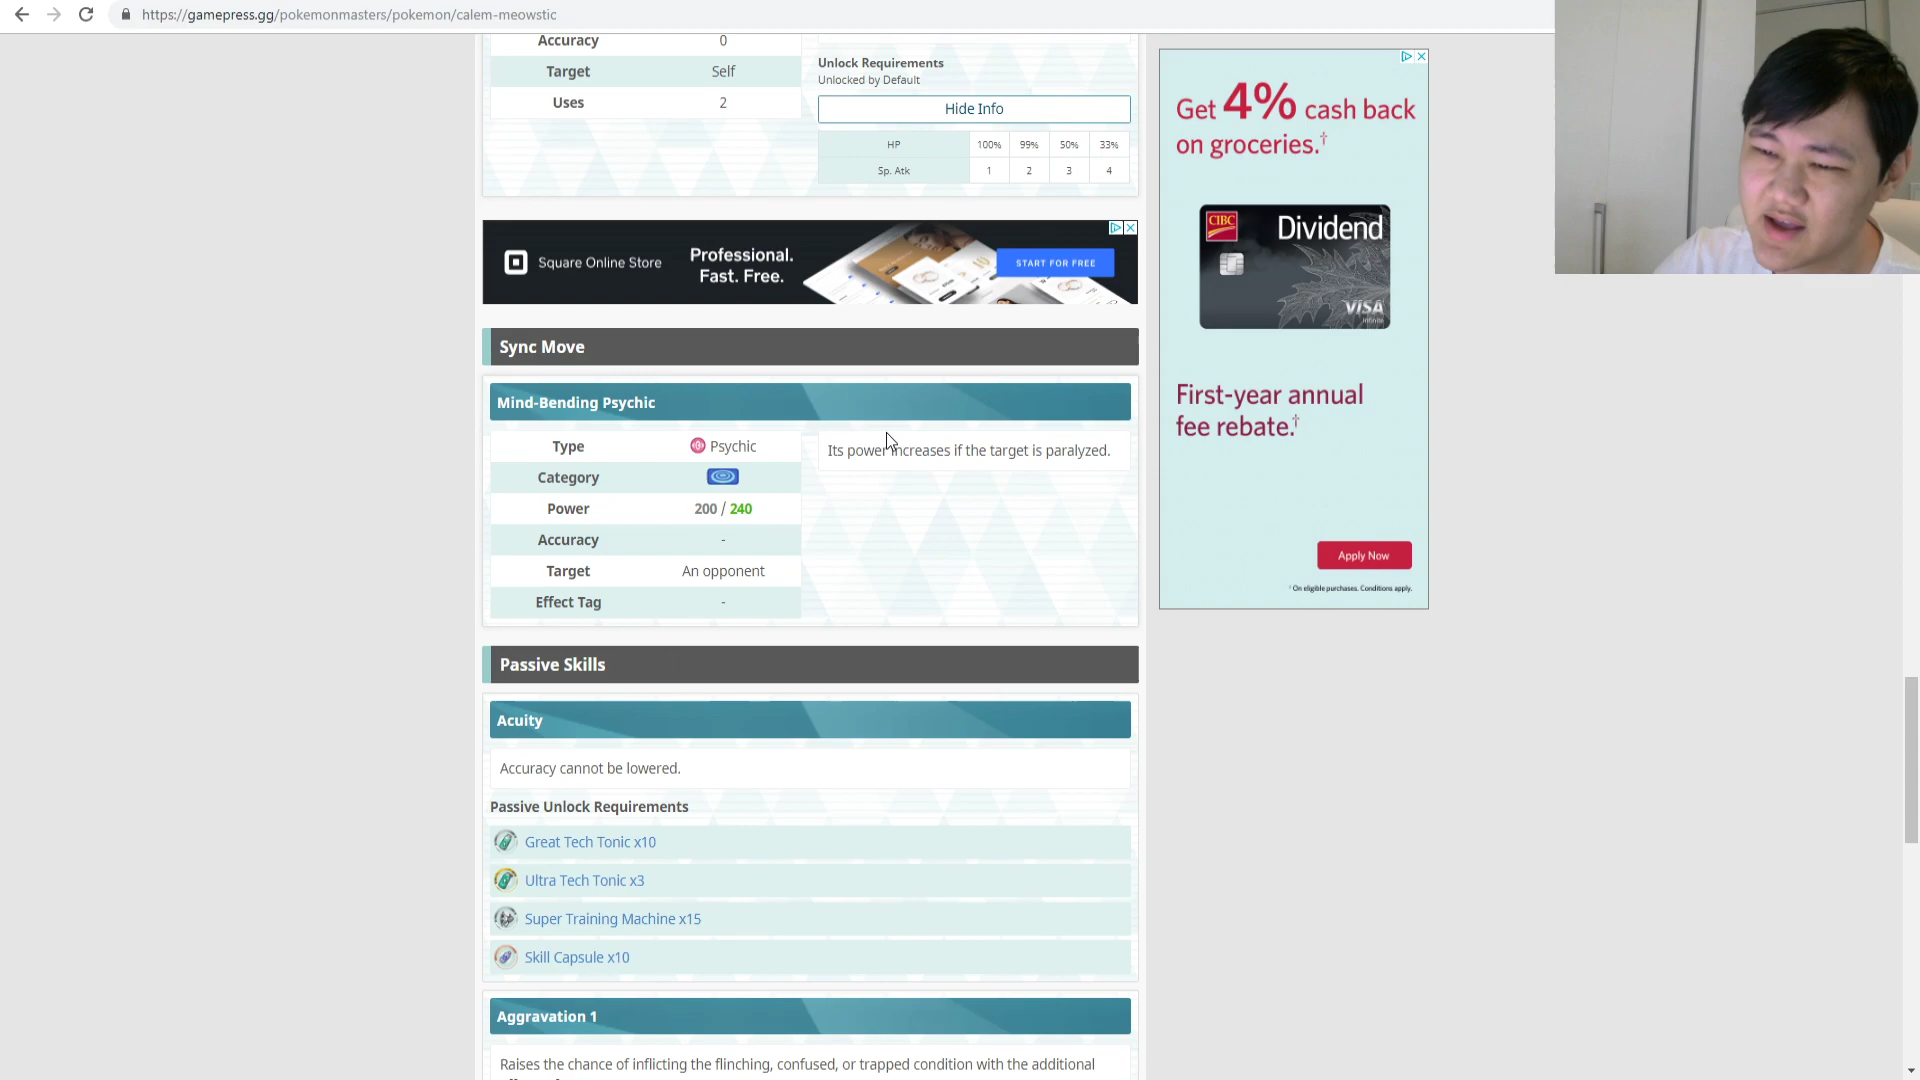 https://gamepress.gg/pokemonmasters/pokemon/calem-meowstic
Accuracy 0
Target Self
Uses 2
Unlock Requirements
Unlocked by Default
Hide Info
HP 100% 99% 50% 33%
Sp. Atk 1 2 3 4
Square Online Store
Professional.
Fast. Free.
START FOR FREE
Sync Move
Mind-Bending Psychic
Type Psychic
Category
Power 200 / 240
Accuracy -
Target An opponent
Effect Tag -
Its power increases if the target is paralyzed.
Passive Skills
Acuity
Accuracy cannot be lowered.
Passive Unlock Requirements
Great Tech Tonic x10
Ultra Tech Tonic x3
Super Training Machine x15
Skill Capsule x10
Aggravation 1
Raises the chance of inflicting the flinching, confused, or trapped condition with the additional
Get 4% cash back
on groceries.†
CIBC
Dividend
VISA
Infinite
First-year annual
fee rebate.†
Apply Now
† On eligible purchases. Conditions apply.